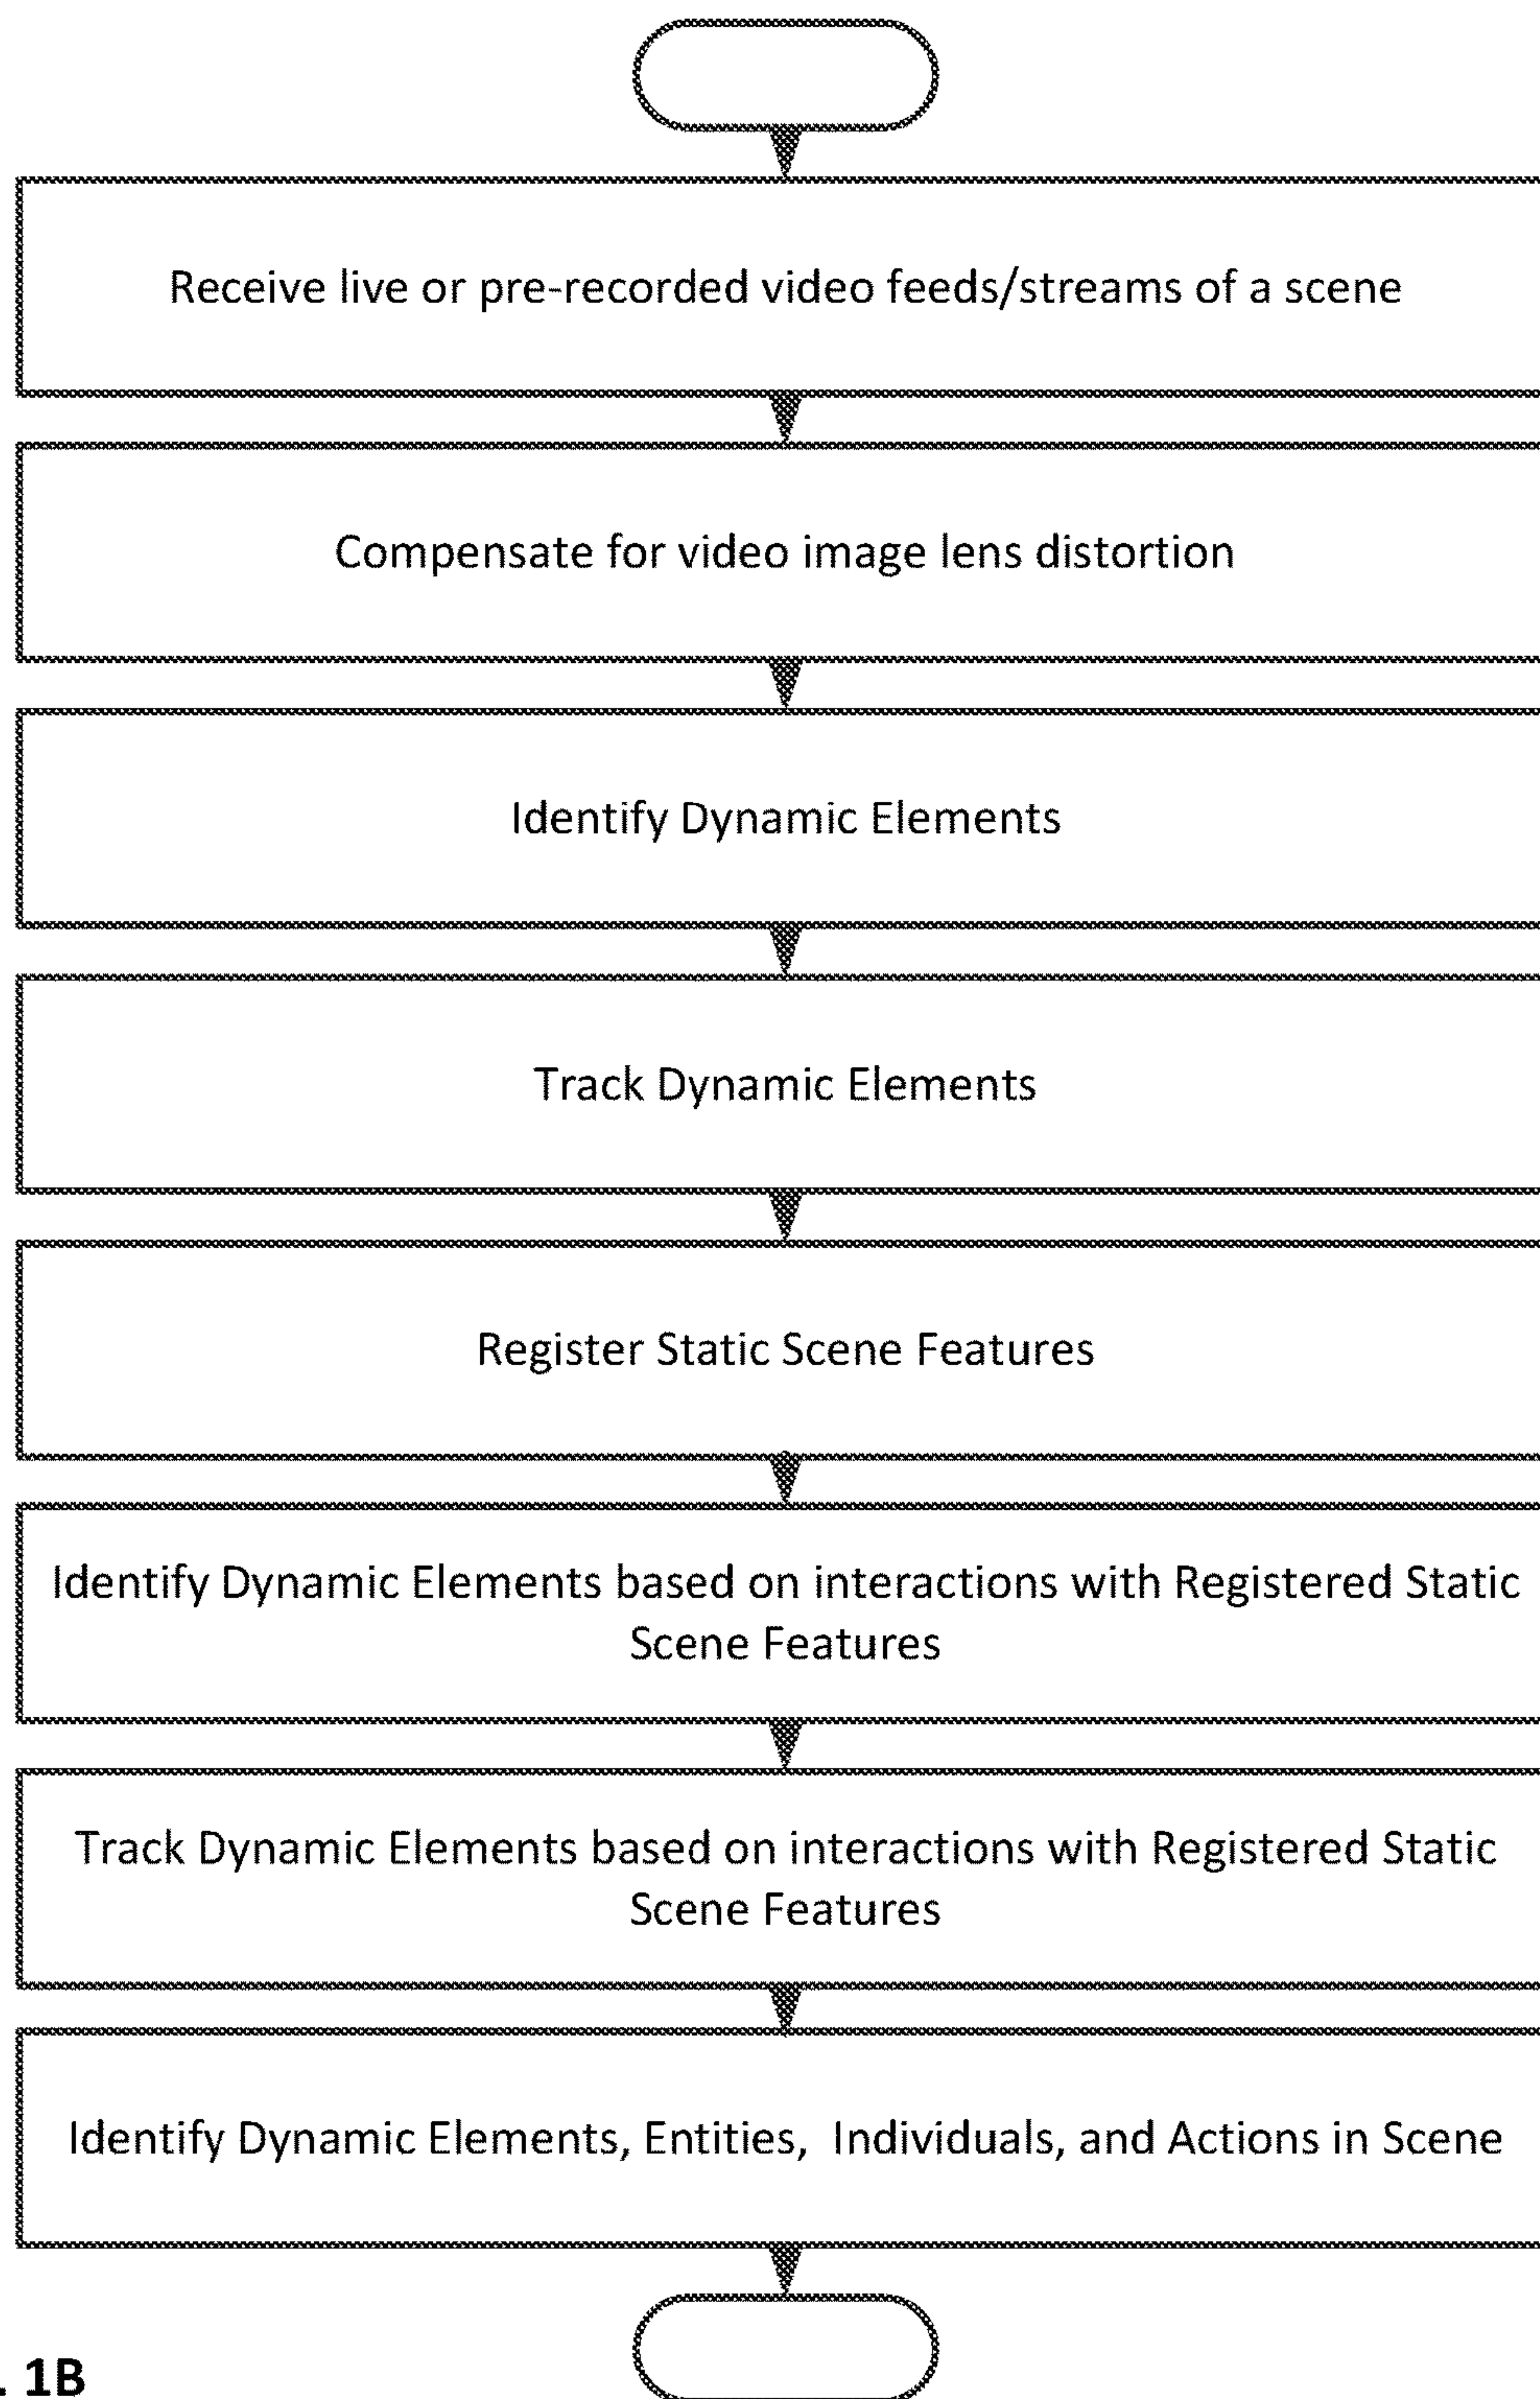 Receive live or pre-recorded video feeds/streams of a scene
Compensate for video image lens distortion
Identify Dynamic Elements
Track Dynamic Elements
Register Static Scene Features
Identify Dynamic Elements based on interactions with Registered Static
Scene Features
Track Dynamic Elements based on interactions with Registered Static
Scene Features
Identify Dynamic Elements, Entities, Individuals, and Actions in Scene
. 1B